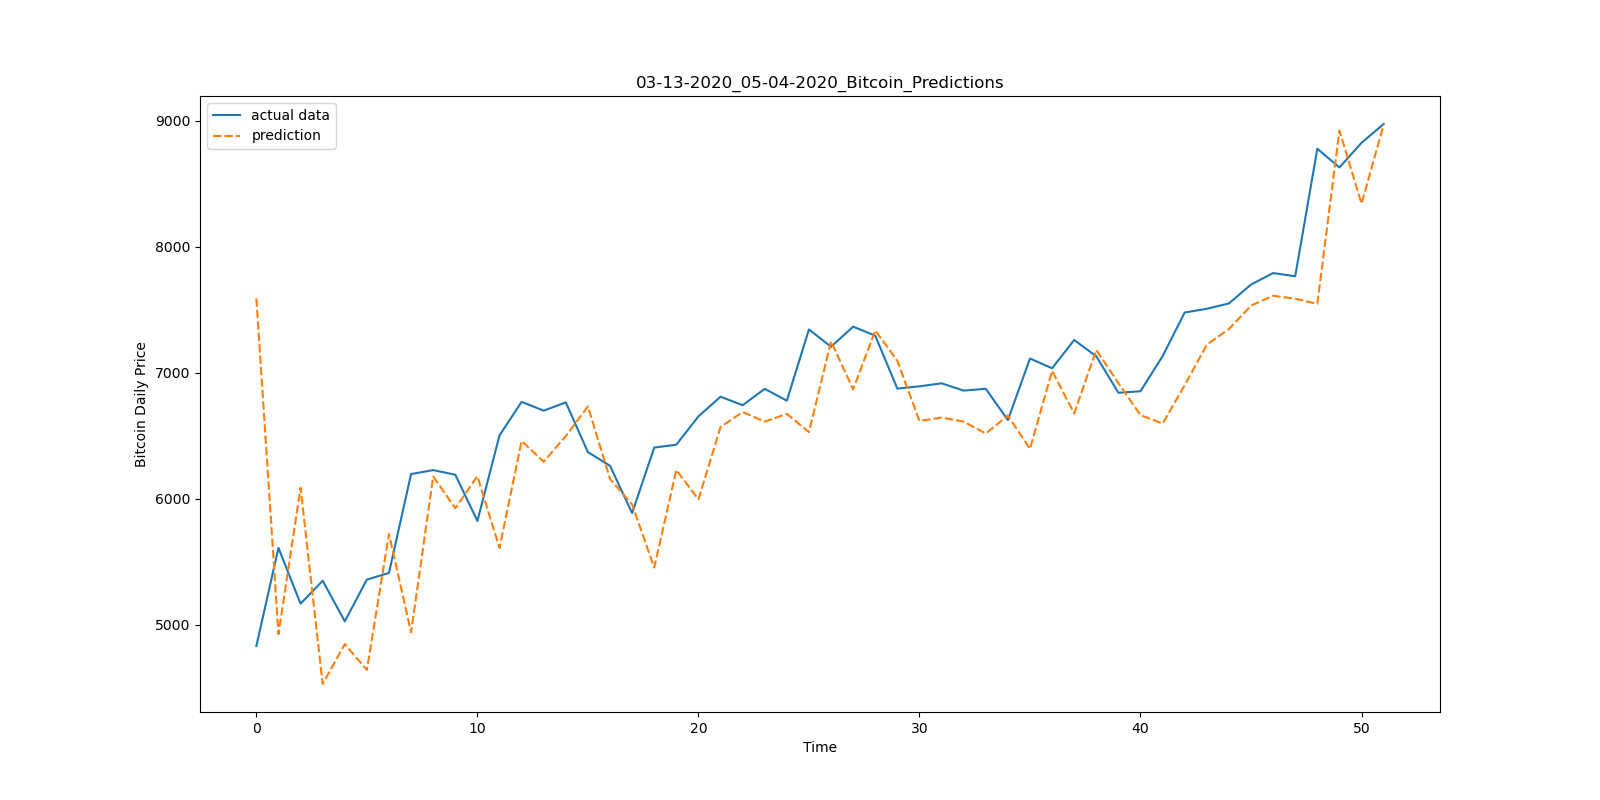 03-13-2020_05-04-2020_Bitcoin_Predictions
actual data
prediction
9000
8000
7000
6000
5000
Bitcoin Daily Price
0 10 20 30 40 50
Time